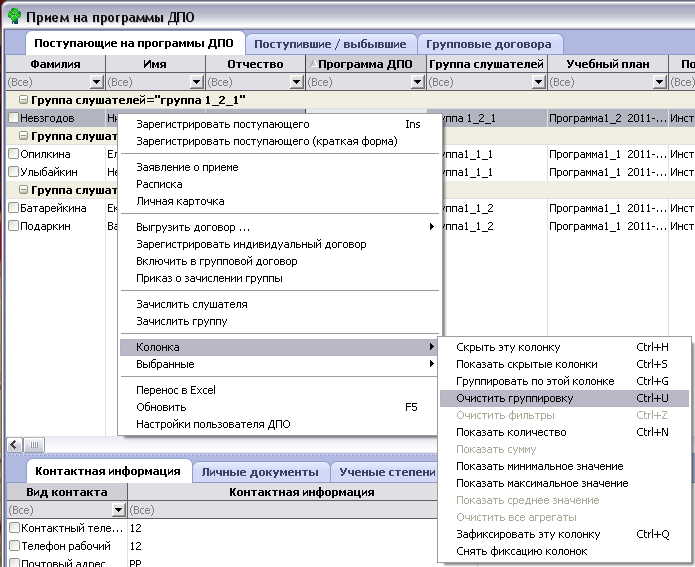 Прием на программы ДПО
Поступающие на программы ДПО Поступившие / выбывшие Групповые договора
Фамилия Имя Отчество Программа ДПО Группа слушателей Учебный план По
(Все) (Все) (Все) (Все) (Все) (Все) (Все)
Группа слушателей="группа 1_2_1"
Невзгодов Ни руппа 1_2_1 Программа1_2 2011-... Инст
Группа слушат
Опилкина Ел руппа1_1_1 Программа1_1 2011-... Инст
Улыбайкин Не руппа1_1_1 Программа1_1 2011-... Инст
Группа слушат
Батарейкина Ек руппа1_1_2 Программа1_1 2011-... Инст
Подаркин Ва руппа1_1_2 Программа1_1 2011-... Инст
Зарегистрировать поступающего Ins
Зарегистрировать поступающего (краткая форма)
Заявление о приеме
Расписка
Личная карточка
Выгрузить договор ...
Зарегистрировать индивидуальный договор
Включить в групповой договор
Приказ о зачислении группы
Зачислить слушателя
Зачислить группу
Колонка
Выбранные
Перенос в Excel
Обновить F5
Настройки пользователя ДПО
Скрыть эту колонку Ctrl+H
Показать скрытые колонки Ctrl+S
Группировать по этой колонке Ctrl+G
Очистить группировку Ctrl+U
Очистить фильтры Ctrl+Z
Показать количество Ctrl+N
Показать сумму
Показать минимальное значение
Показать максимальное значение
Показать среднее значение
Очистить все агрегаты
Зафиксировать эту колонку Ctrl+Q
Снять фиксацию колонок
Контактная информация Личные документы Ученые степени
Вид контакта Контактная информация
(Все) (Все)
Контактный теле... 12
Телефон рабочий 12
Почтовый адрес РР